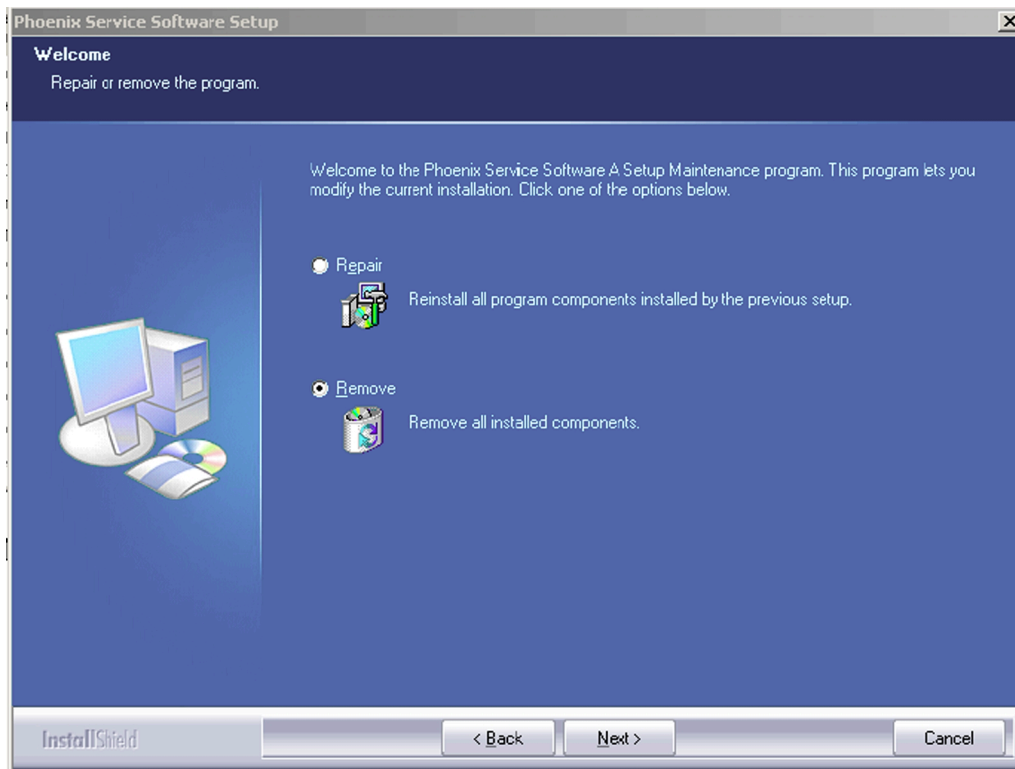 Phoenix Service Software Setup
Welcome
Repair or remove the program.
Welcome to the Phoenix Service Software A Setup Maintenance program. This program lets you
modify the current installation. Click one of the options below.
Repair
Reinstall all program components installed by the previous setup.
Remove
Remove all installed components.
InstallShield
< Back
Next >
Cancel